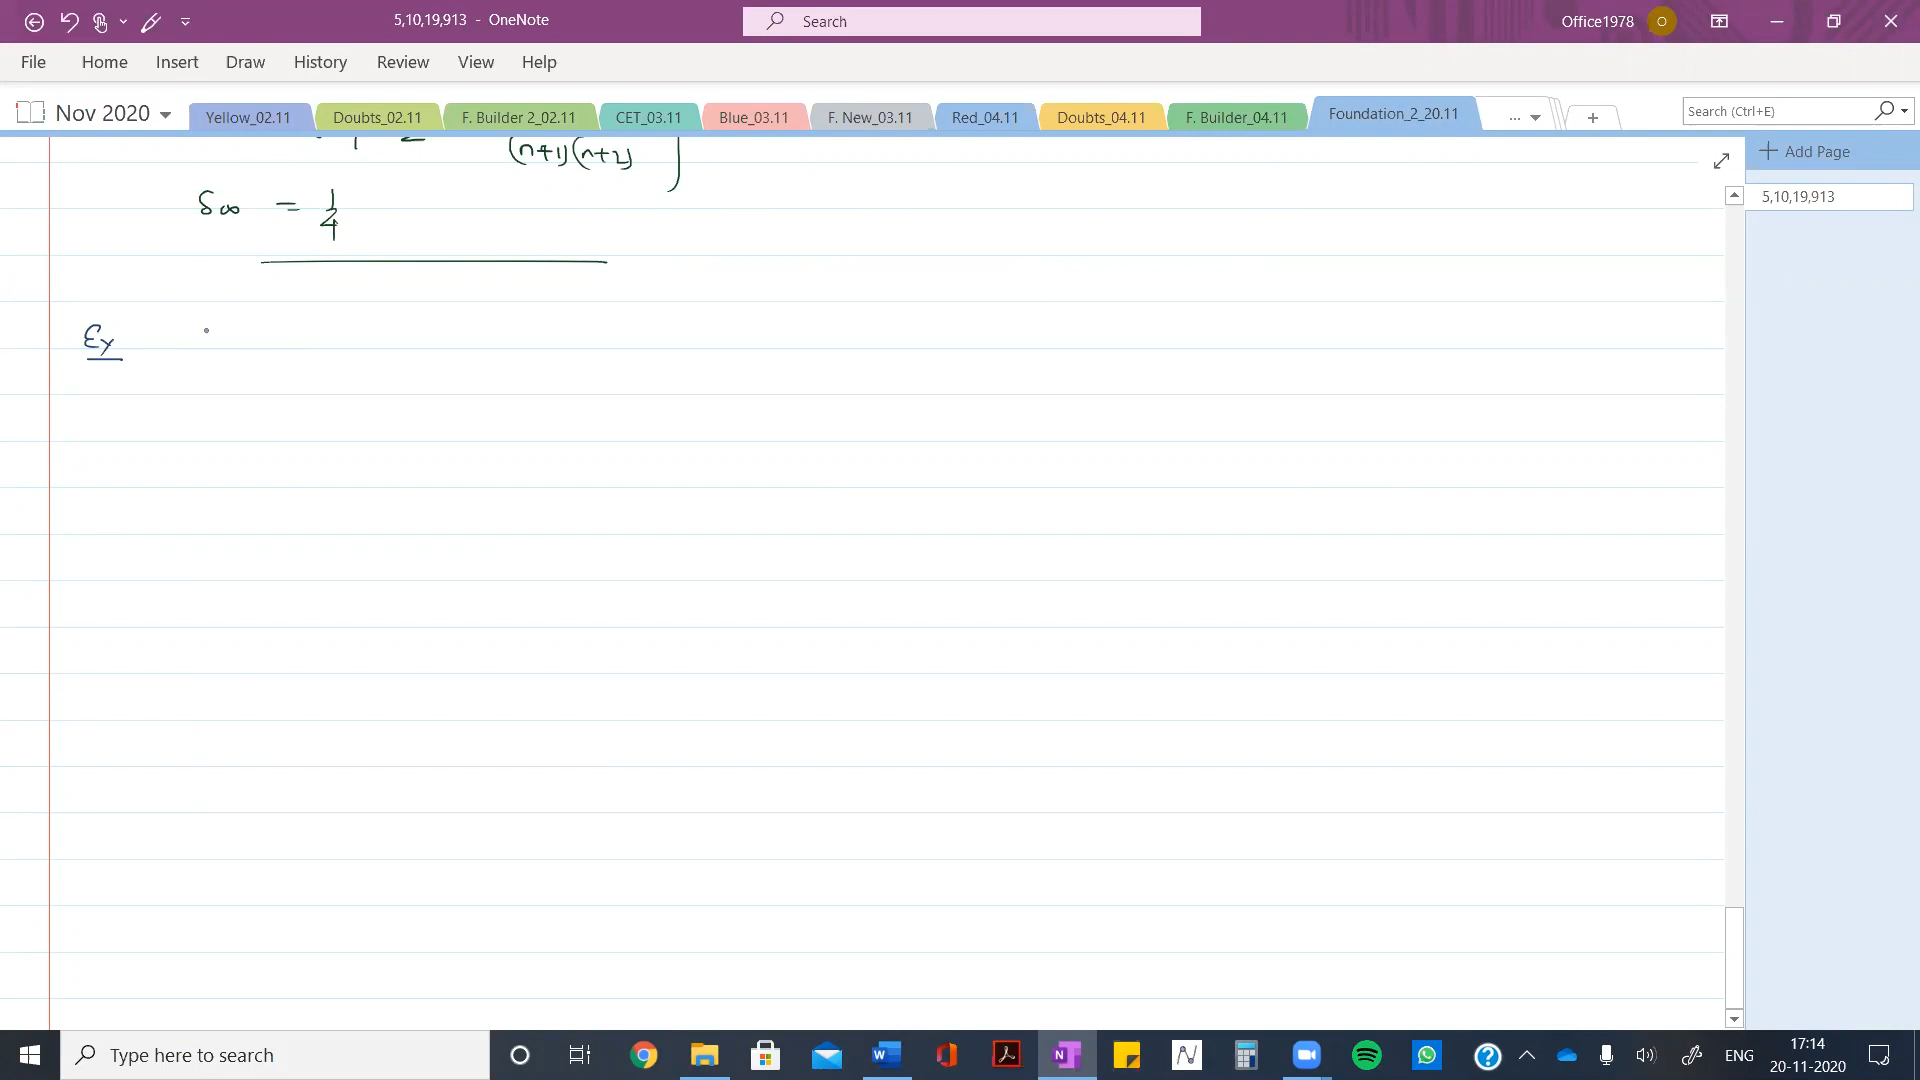 5,10,19,913 - OneNote
Search
Office1978
File Home Insert Draw History Review View Help
Nov 2020
Yellow_02.11 Doubts_02.11 F. Builder 2_02.11 CET_03.11 Blue_03.11 F. New_03.11 Red_04.11 Doubts_04.11 F. Builder_04.11 Foundation_2_20.11 ...
Search (Ctrl+E)
Add Page
5,10,19,913
(n+1)(n+2)
S∞ = 1/4
Ex
Type here to search
ENG
17:14
20-11-2020